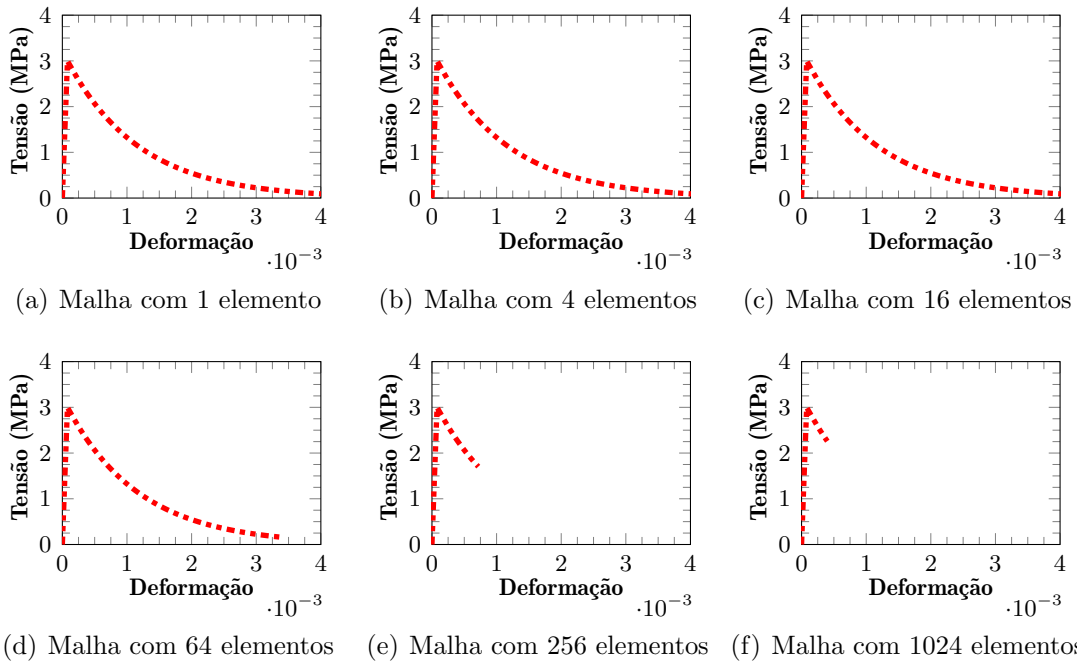 4
3
2
1
0
0 1 2 3 4
Tensão (MPa)
Deformação
·10−3
(a) Malha com 1 elemento
4
3
2
1
0
0 1 2 3 4
Tensão (MPa)
Deformação
·10−3
(b) Malha com 4 elementos
4
3
2
1
0
0 1 2 3 4
Tensão (MPa)
Deformação
·10−3
(c) Malha com 16 elementos
4
3
2
1
0
0 1 2 3 4
Tensão (MPa)
Deformação
·10−3
(d) Malha com 64 elementos
4
3
2
1
0
0 1 2 3 4
Tensão (MPa)
Deformação
·10−3
(e) Malha com 256 elementos
4
3
2
1
0
0 1 2 3 4
Tensão (MPa)
Deformação
·10−3
(f) Malha com 1024 elementos